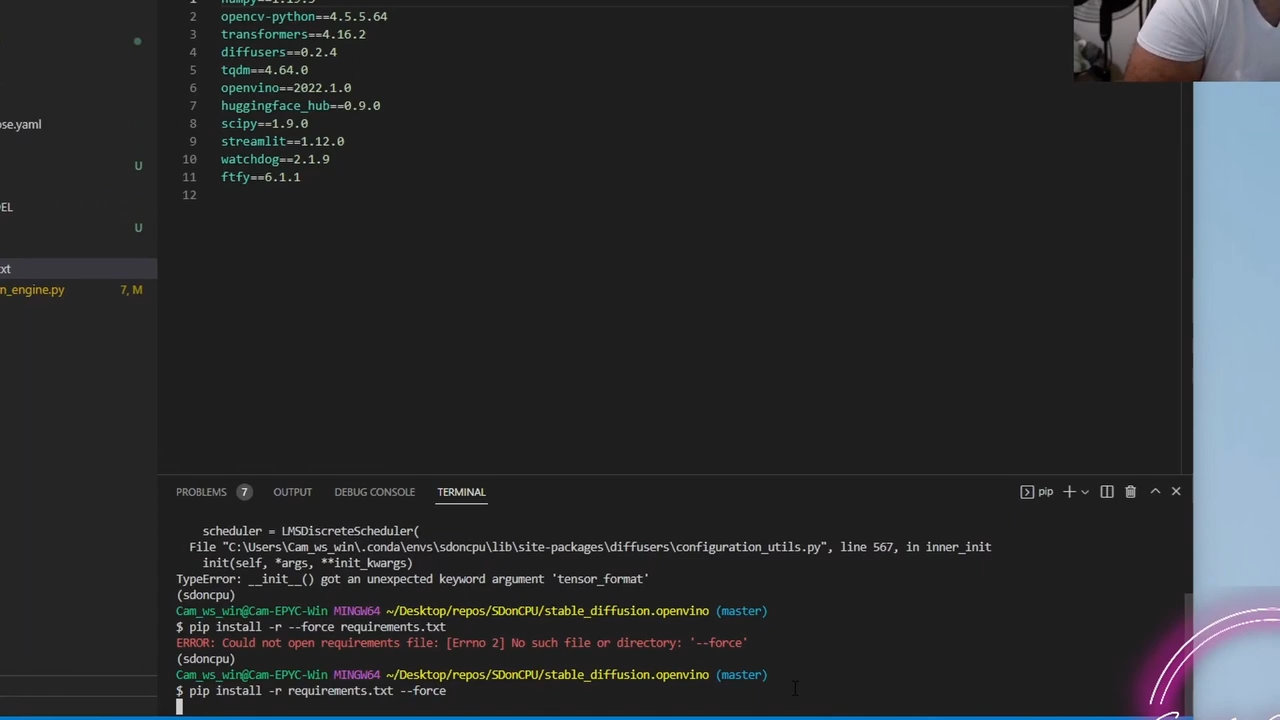 2 opencv-python==4.5.5.64
3 transformers==4.16.2
4 diffusers==0.2.4
5 tqdm==4.64.0
6 openvino==2022.1.0
7 huggingface_hub==0.9.0
8 scipy==1.9.0
9 streamlit==1.12.0
10 watchdog==2.1.9
11 ftfy==6.1.1
12
ose.yaml
U
EL
U
xt
n_engine.py 7, M
PROBLEMS 7 OUTPUT DEBUG CONSOLE TERMINAL pip
scheduler = LMSDiscreteScheduler(
File "C:\Users\Cam_ws_win\.conda\envs\sdoncpu\lib\site-packages\diffusers\configuration_utils.py", line 567, in inner_init
init(self, *args, **init_kwargs)
TypeError: __init__() got an unexpected keyword argument 'tensor_format'
(sdoncpu)
Cam_ws_win@Cam-EPYC-Win MINGW64 ~/Desktop/repos/SDonCPU/stable_diffusion.openvino (master)
$ pip install -r --force requirements.txt
ERROR: Could not open requirements file: [Errno 2] No such file or directory: '--force'
(sdoncpu)
Cam_ws_win@Cam-EPYC-Win MINGW64 ~/Desktop/repos/SDonCPU/stable_diffusion.openvino (master)
$ pip install -r requirements.txt --force